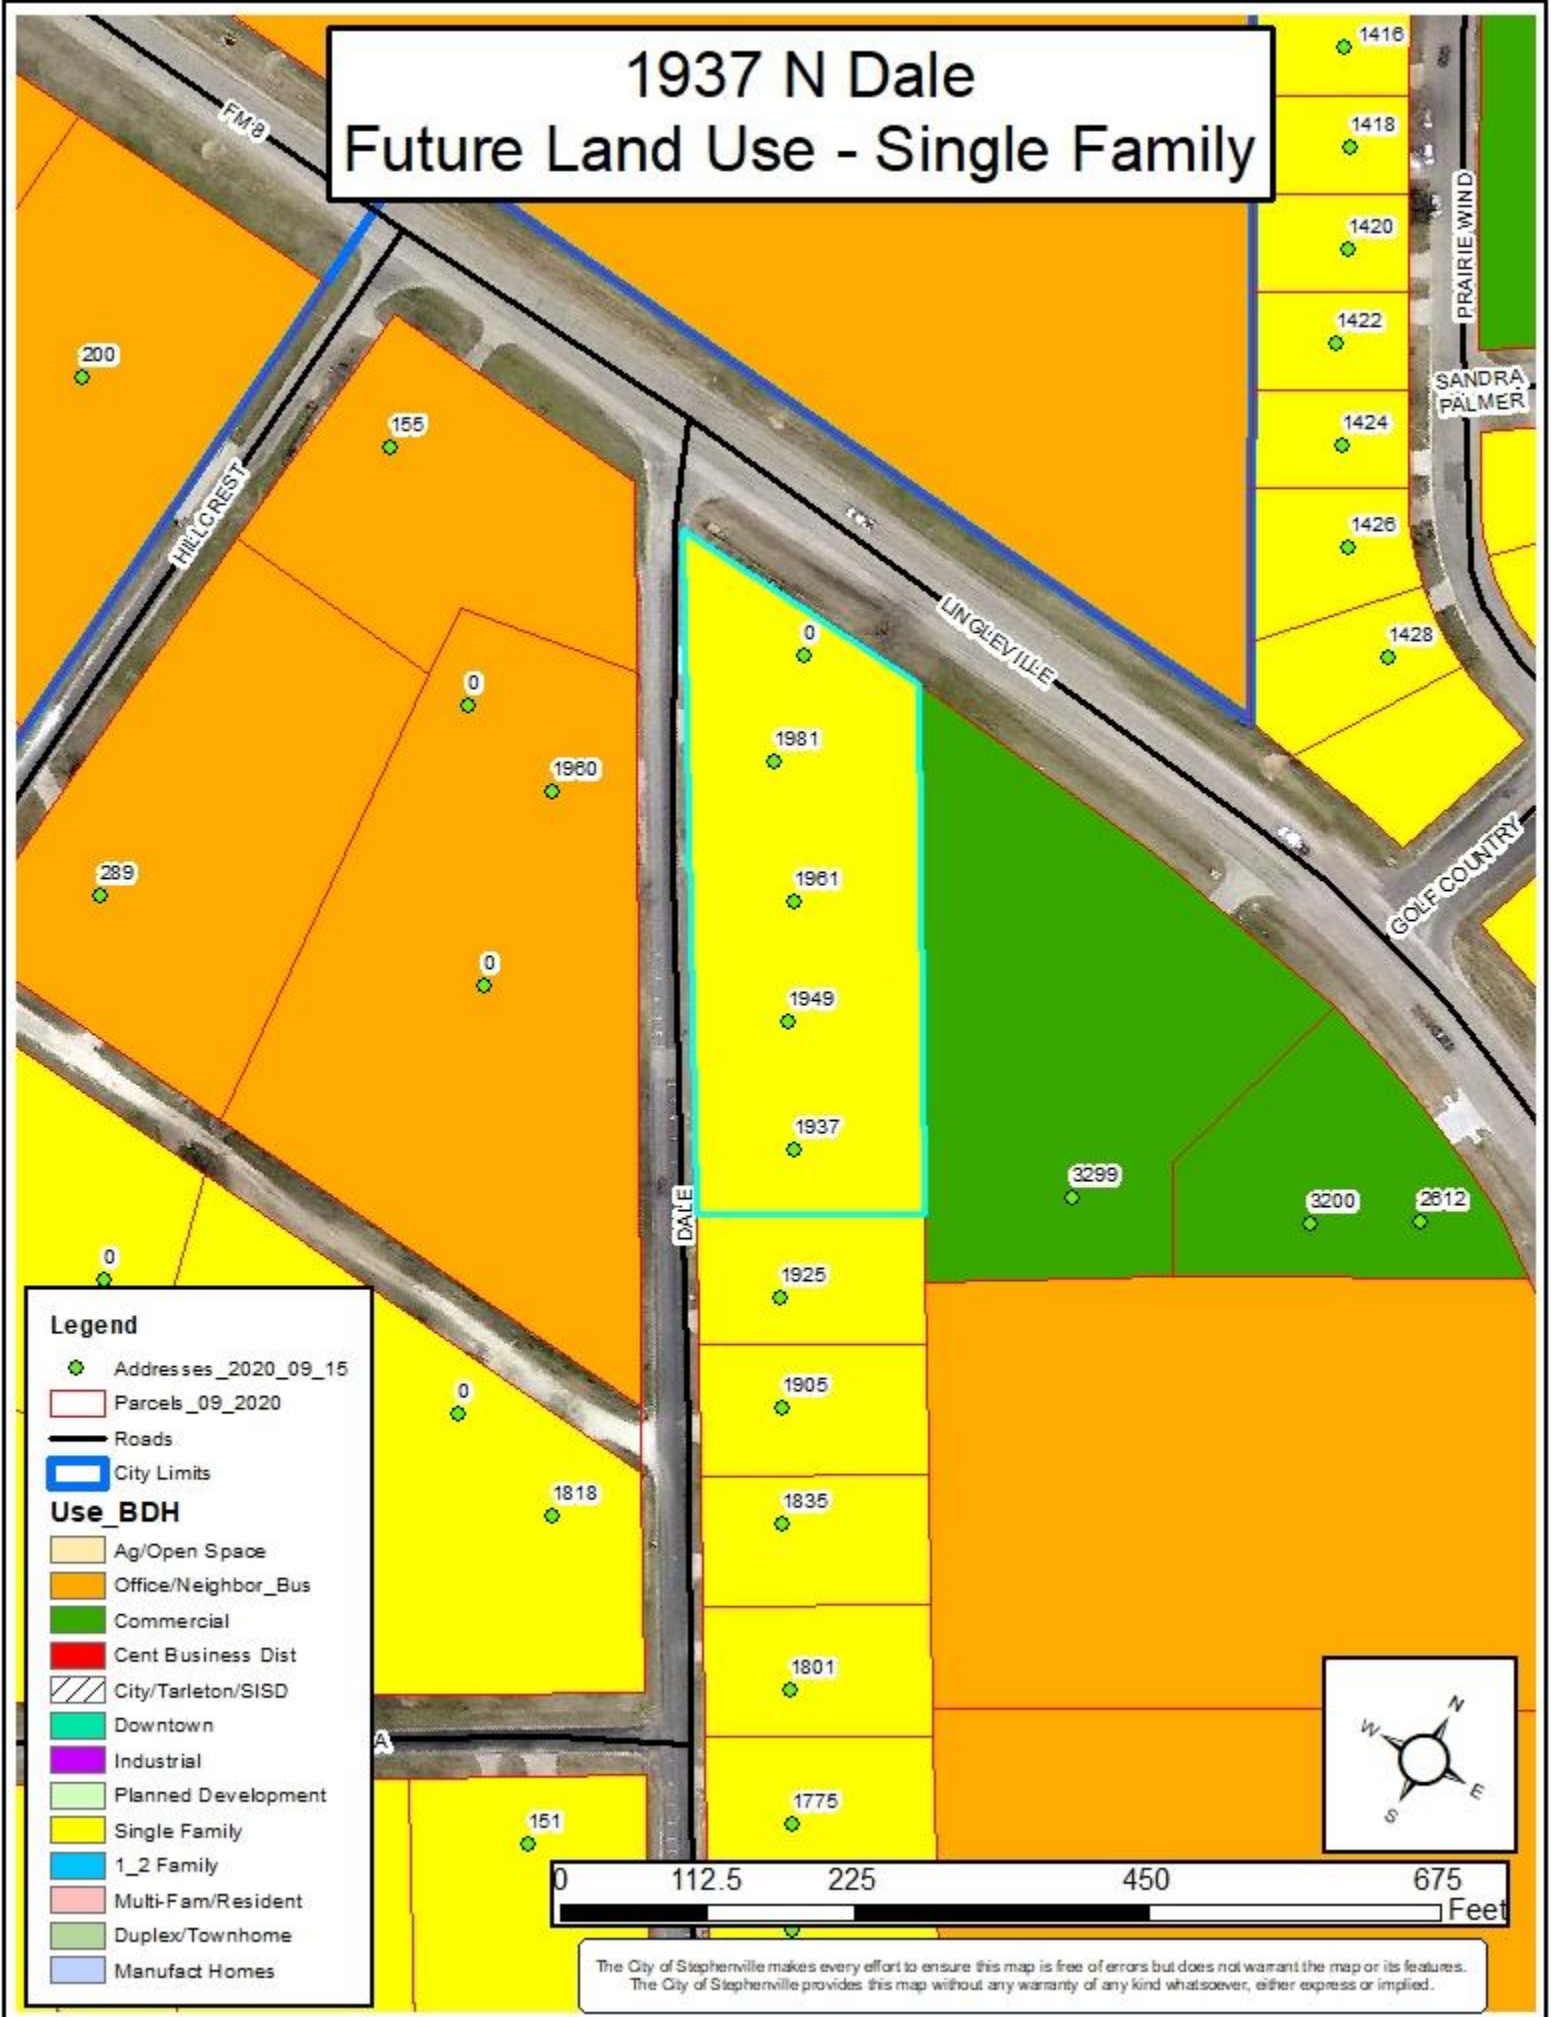 1937 N Dale
Future Land Use - Single Family
1416
1418
1420
1422
1424
1426
1428
PRAIRIE WIND
SANDRA
PALMER
FM 8
200
155
HILLCREST
LINGLEVILLE
GOLF COUNTRY
0
0
1981
1960
1961
289
0
1949
1937
DALE
3299
3200
2612
0
1925
1905
0
1835
1818
1801
A
1775
151
Legend
Addresses_2020_09_15
Parcels_09_2020
Roads
City Limits
Use_BDH
Ag/Open Space
Office/Neighbor_Bus
Commercial
Cent Business Dist
City/Tarleton/SISD
Downtown
Industrial
Planned Development
Single Family
1_2 Family
Multi-Fam/Resident
Duplex/Townhome
Manufact Homes
N
W
E
S
0 112.5 225 450 675
Feet
The City of Stephenville makes every effort to ensure this map is free of errors but does not warrant the map or its features.
The City of Stephenville provides this map without any warranty of any kind whatsoever, either express or implied.